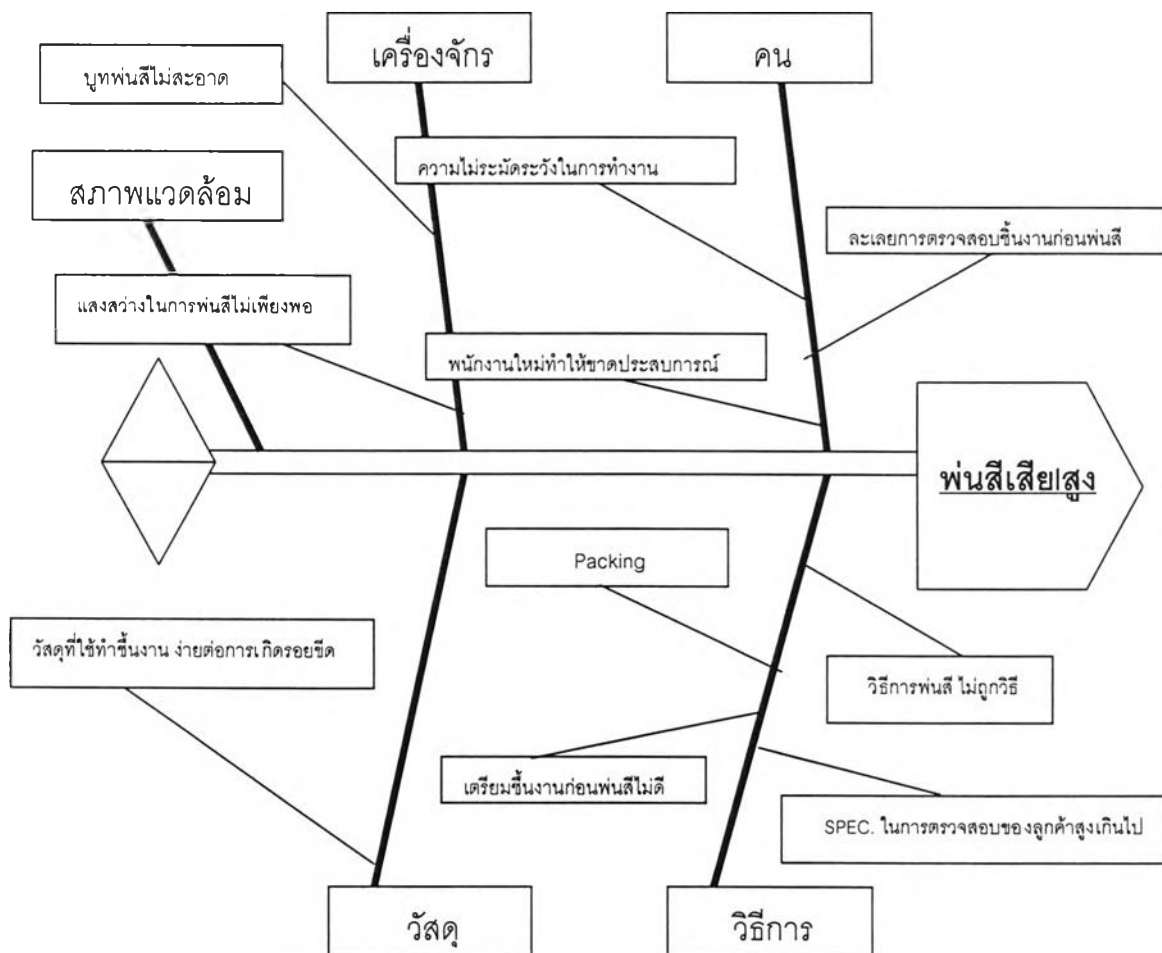 เครื่องจักร
คน
บูทพ่นสีไม่สะอาด
ความไม่ระมัดระวังในการทำงาน
สภาพแวดล้อม
ละเลยการตรวจสอบชิ้นงานก่อนพ่นสี
แสงสว่างในการพ่นสีไม่เพียงพอ
พนักงานใหม่ทำให้ขาดประสบการณ์
พ่นสีเสียสูง
Packing
วัสดุที่ใช้ทำชิ้นงาน ง่ายต่อการเกิดรอยขีด
วิธีการพ่นสี ไม่ถูกวิธี
เตรียมชิ้นงานก่อนพ่นสีไม่ดี
SPEC. ในการตรวจสอบของลูกค้าสูงเกินไป
วัสดุ
วิธีการ